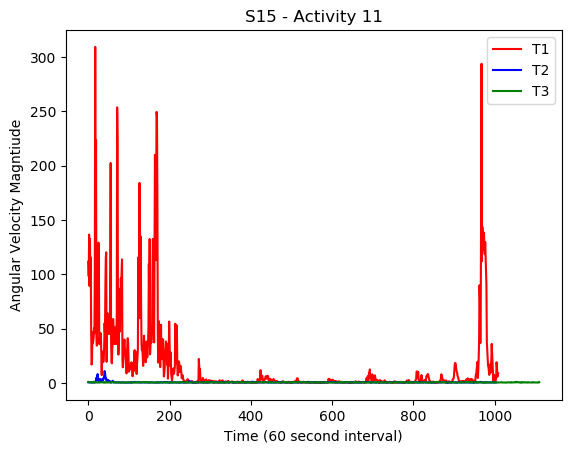 S15 - Activity 11
T1
T2
T3
300
250
200
150
100
50
0
Angular Velocity Magntiude
0 200 400 600 800 1000
Time (60 second interval)